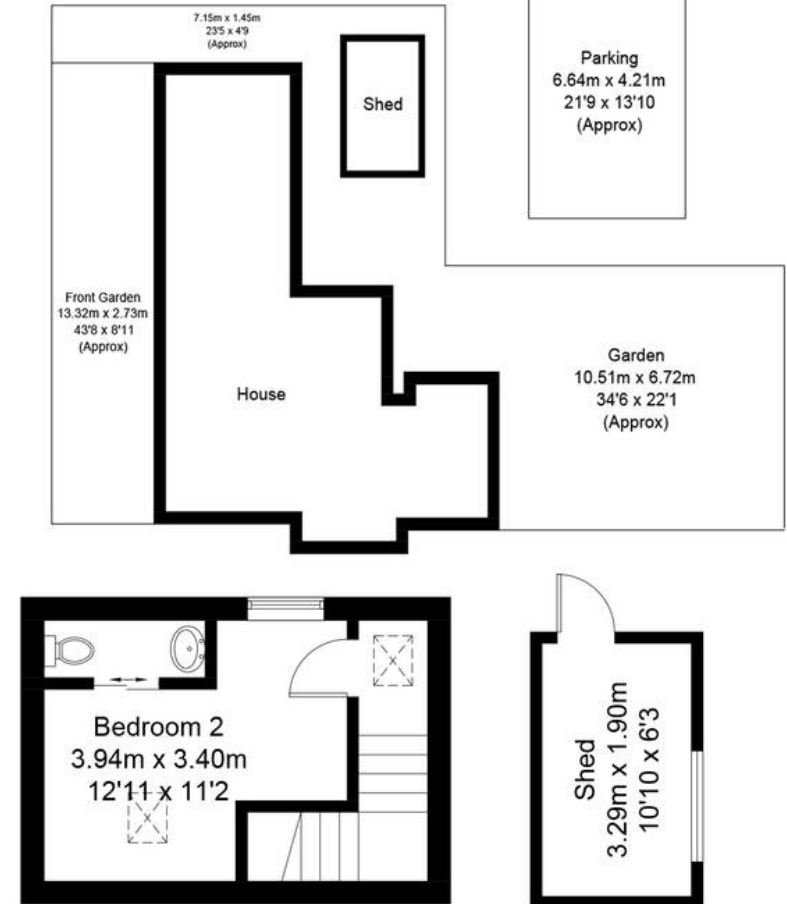 7.15m x 1.45m
23'5 x 4'9
(Approx)
Shed
Parking
6.64m x 4.21m
21'9 x 13'10
(Approx)
Front Garden
13.32m x 2.73m
43'8 x 8'11
(Approx)
House
Garden
10.51m x 6.72m
34'6 x 22'1
(Approx)
Bedroom 2
3.94m x 3.40m
12'11 x 11'2
Shed
3.29m x 1.90m
10'10 x 6'3